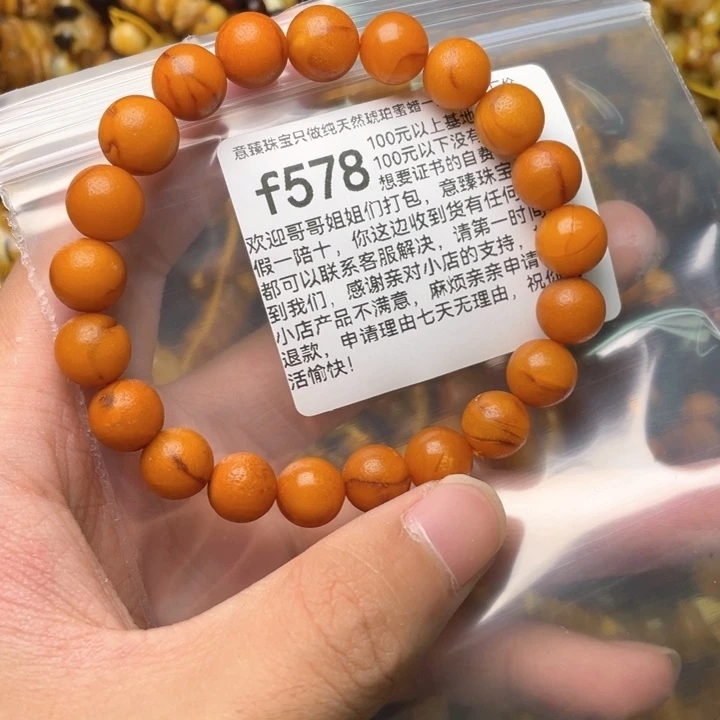 意臻珠宝只做纯天然琥珀蜜蜡一
100元以上基地
f578
100元以下没有
想要证书的自费
欢迎哥哥姐姐们打包，意臻珠宝
假一陪十，你这边收到货有任何
都可以联系客服解决，请第一时间
到我们，感谢亲对小店的支持，
小店产品不满意，麻烦亲亲申请
退款，申请理由七天无理由，祝你
活愉快！